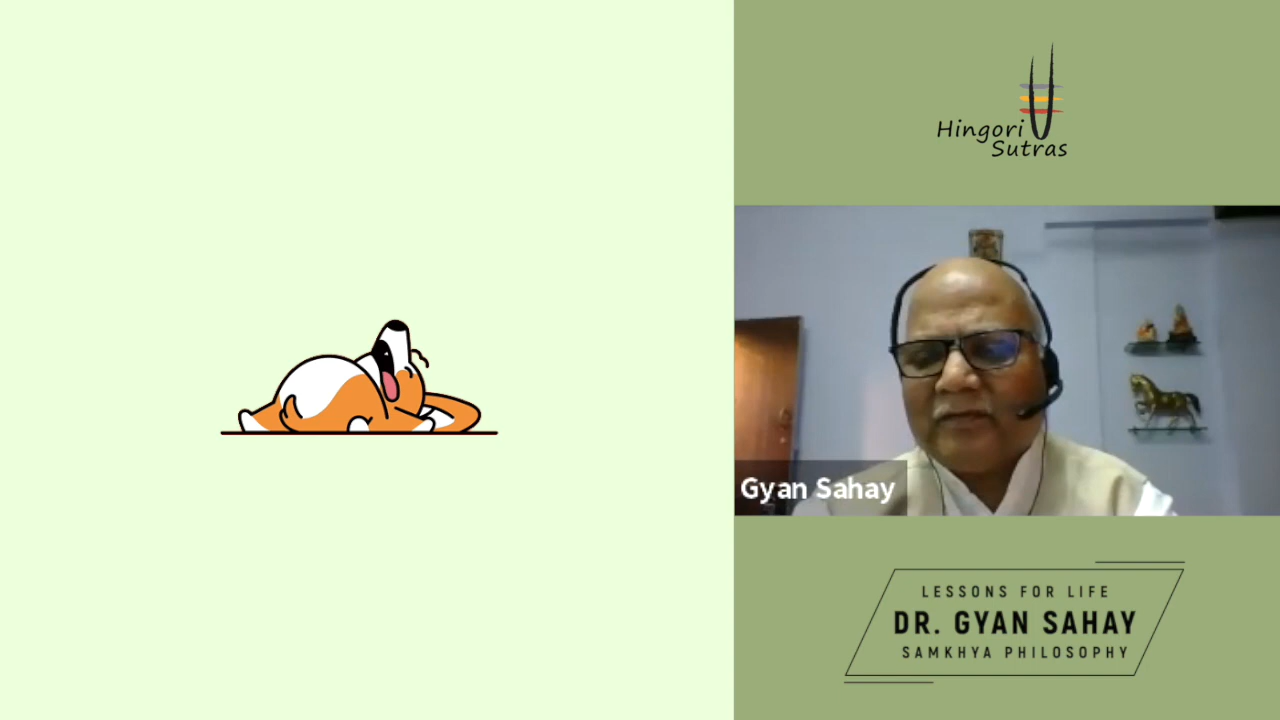 Hingori
Sutras
Gyan Sahay
LESSONS FOR LIFE
DR. GYAN SAHAY
SAMKHYA PHILOSOPHY